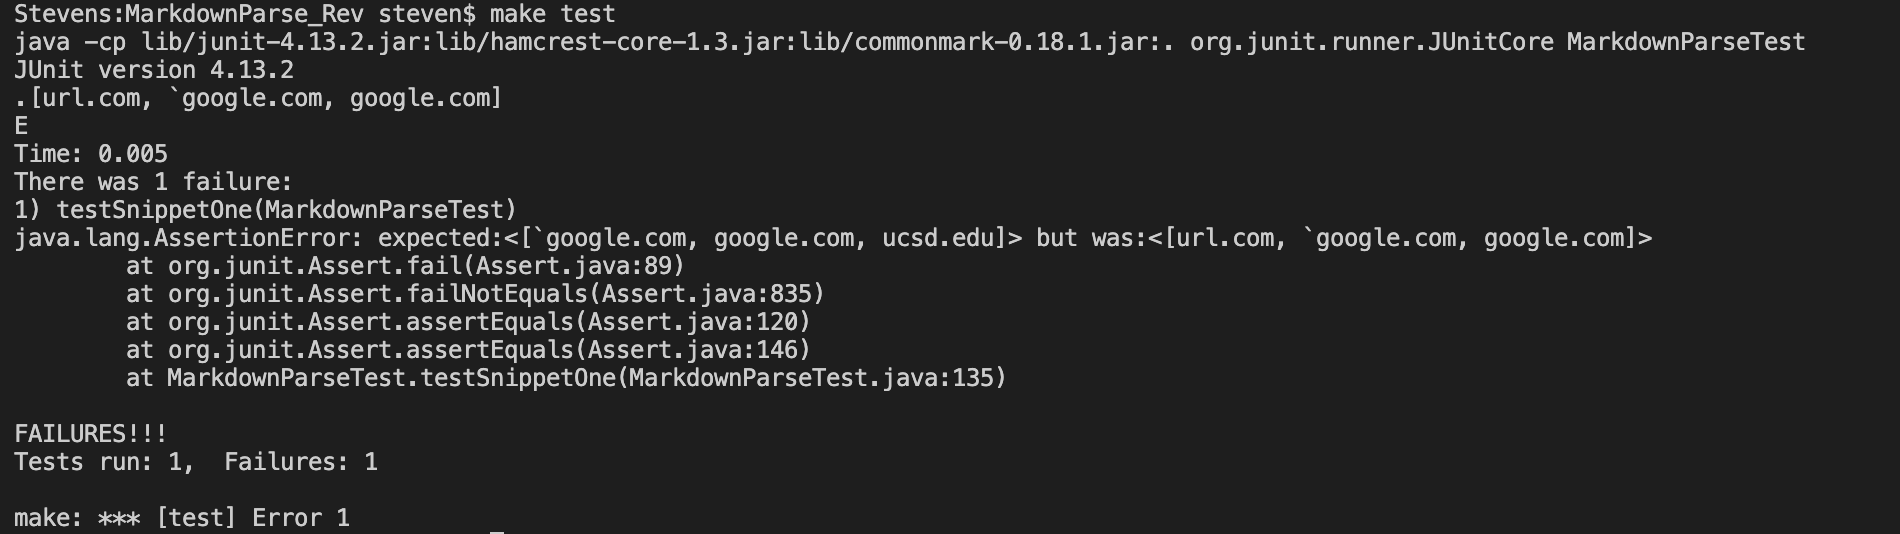 Stevens:MarkdownParse_Rev steven$ make test
java -cp lib/junit-4.13.2.jar:lib/hamcrest-core-1.3.jar:lib/commonmark-0.18.1.jar:. org.junit.runner.JUnitCore MarkdownParseTest
JUnit version 4.13.2
.[url.com, `google.com, google.com]
E
Time: 0.005
There was 1 failure:
1) testSnippetOne(MarkdownParseTest)
java.lang.AssertionError: expected:<[`google.com, google.com, ucsd.edu]> but was:<[url.com, `google.com, google.com]>
        at org.junit.Assert.fail(Assert.java:89)
        at org.junit.Assert.failNotEquals(Assert.java:835)
        at org.junit.Assert.assertEquals(Assert.java:120)
        at org.junit.Assert.assertEquals(Assert.java:146)
        at MarkdownParseTest.testSnippetOne(MarkdownParseTest.java:135)
FAILURES!!!
Tests run: 1,  Failures: 1
make: *** [test] Error 1